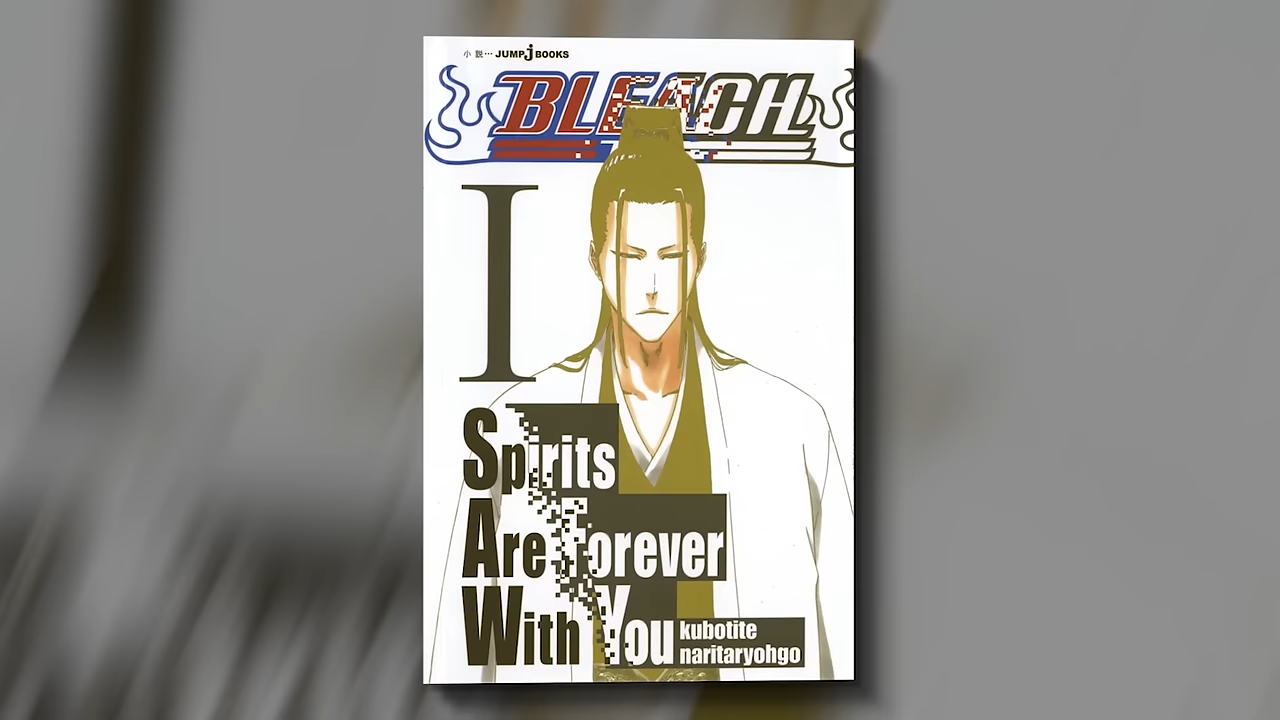 小説…JUMP j BOOKS
BLEACH
I
Spirits
Are Forever
With You
kubotite
naritaryohgo